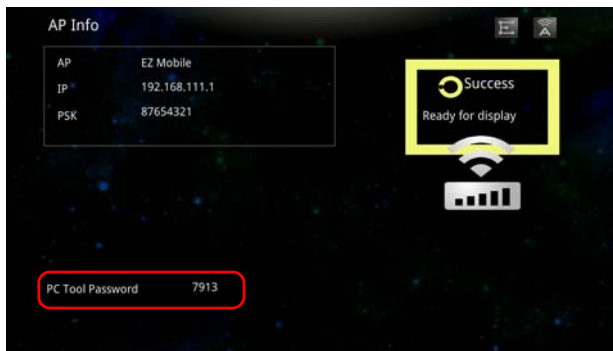 AP Info
AP EZ Mobile
IP 192.168.111.1
PSK 87654321
Success
Ready for display
PC Tool Password 7913